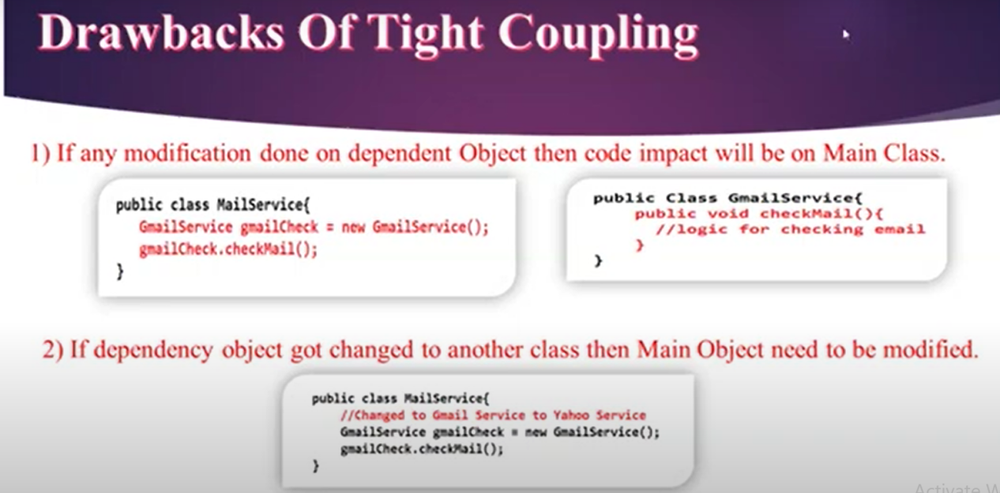 Drawbacks Of Tight Coupling
1) If any modification done on dependent Object then code impact will be on Main Class.
public class MailService{
GmailService gmailCheck = new GmailService();
gmailCheck.checkMail();
}
public Class GmailService{
public void checkMail(){
//logic for checking email
}
}
2) If dependency object got changed to another class then Main Object need to be modified.
public class MailService{
//Changed to Gmail Service to Yahoo Service
GmailService gmailCheck = new GmailService();
gmailCheck.checkMail();
}
Activate W